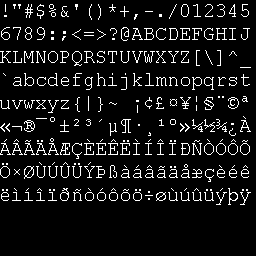 !"#$%&'()*+,-./012345
6789:;<=>?@ABCDEFGHIJ
KLMNOPQRSTUVWXYZ[\]^_
`abcdefghijklmnopqrst
uvwxyz{|}~ ¡¢£¤¥¦§¨©ª
«¬®¯°±²³´µ¶·¸¹º»¼½¾¿À
ÁÂÃÄÅÆÇÈÉÊËÌÍÎÏÐÑÒÓÔÕ
Ö×ØÙÚÛÜÝÞßàáâãäåæçèéê
ëìíîïðñòóôõö÷øùúûüýþÿ